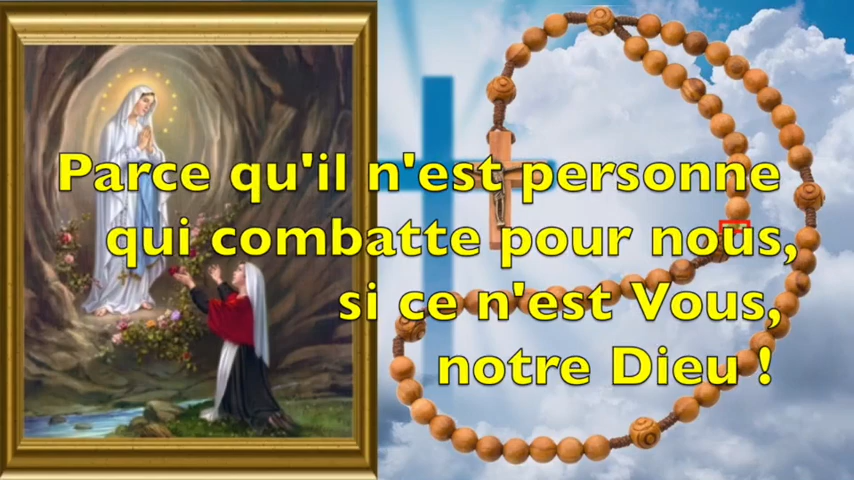 Parce qu'il n'est personne
qui combatte pour nous,
si ce n'est Vous,
notre Dieu !